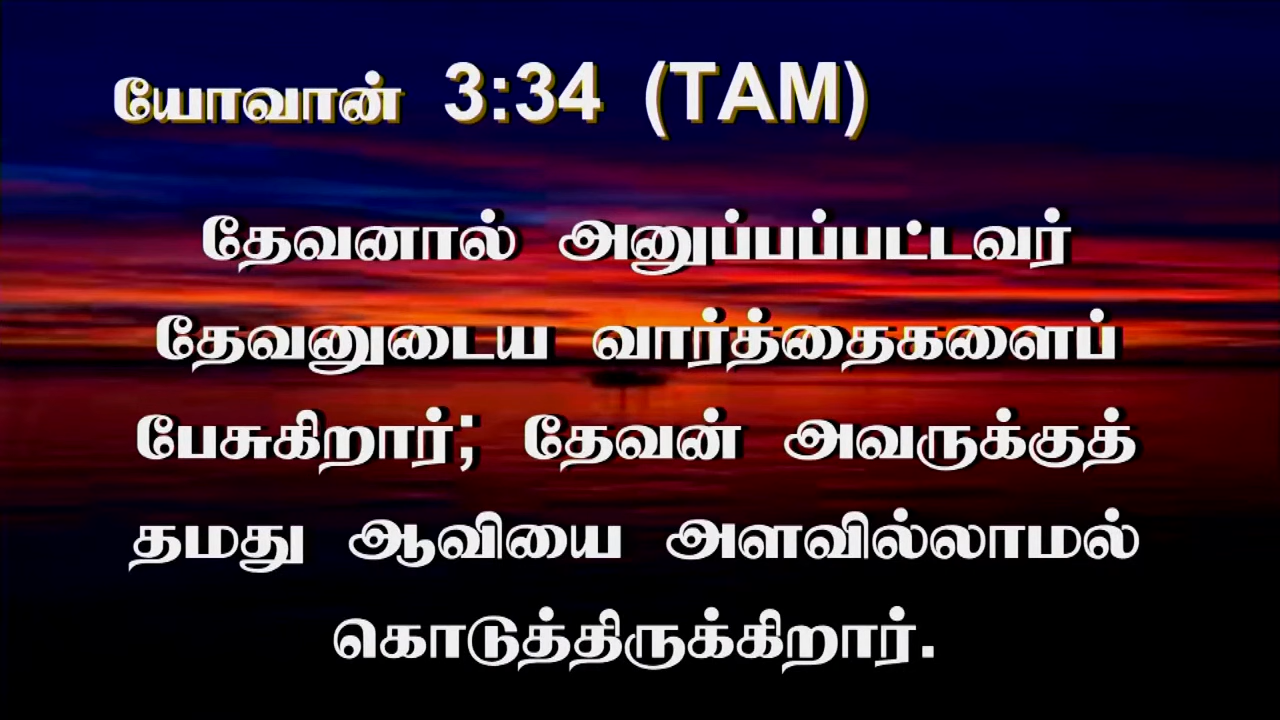 யோவான் 3:34 (TAM)
தேவனால் அனுப்பப்பட்டவர்
தேவனுடைய வார்த்தைகளைப்
பேசுகிறார்; தேவன் அவருக்குத்
தமது ஆவியை அளவில்லாமல்
கொடுத்திருக்கிறார்.